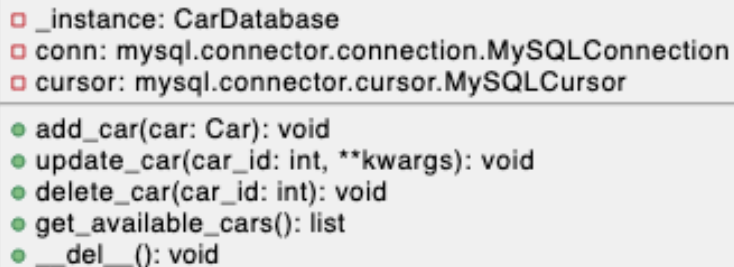 _instance: CarDatabase
conn: mysql.connector.connection.MySQLConnection
cursor: mysql.connector.cursor.MySQLCursor
add_car(car: Car): void
update_car(car_id: int, **kwargs): void
delete_car(car_id: int): void
get_available_cars(): list
__del__(): void